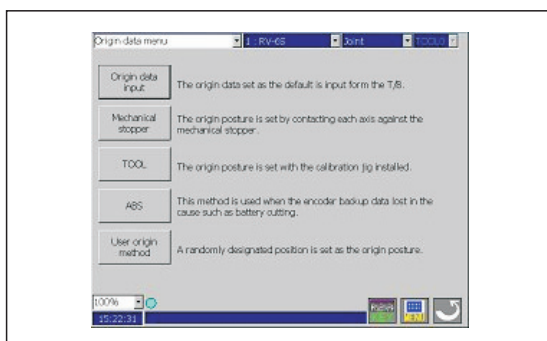 Origin data menu 1 : RV-6S Joint TOOL0
Origin data
input
The origin data set as the default is input form the T/B.
Mechanical
stopper
The origin posture is set by contacting each axis against the
mechanical stopper.
TOOL
The origin posture is set with the calibration jig installed.
ABS
This method is used when the encoder backup data lost in the
cause such as battery cutting.
User origin
method
A randomly designated position is set as the origin posture.
100%
15:22:31